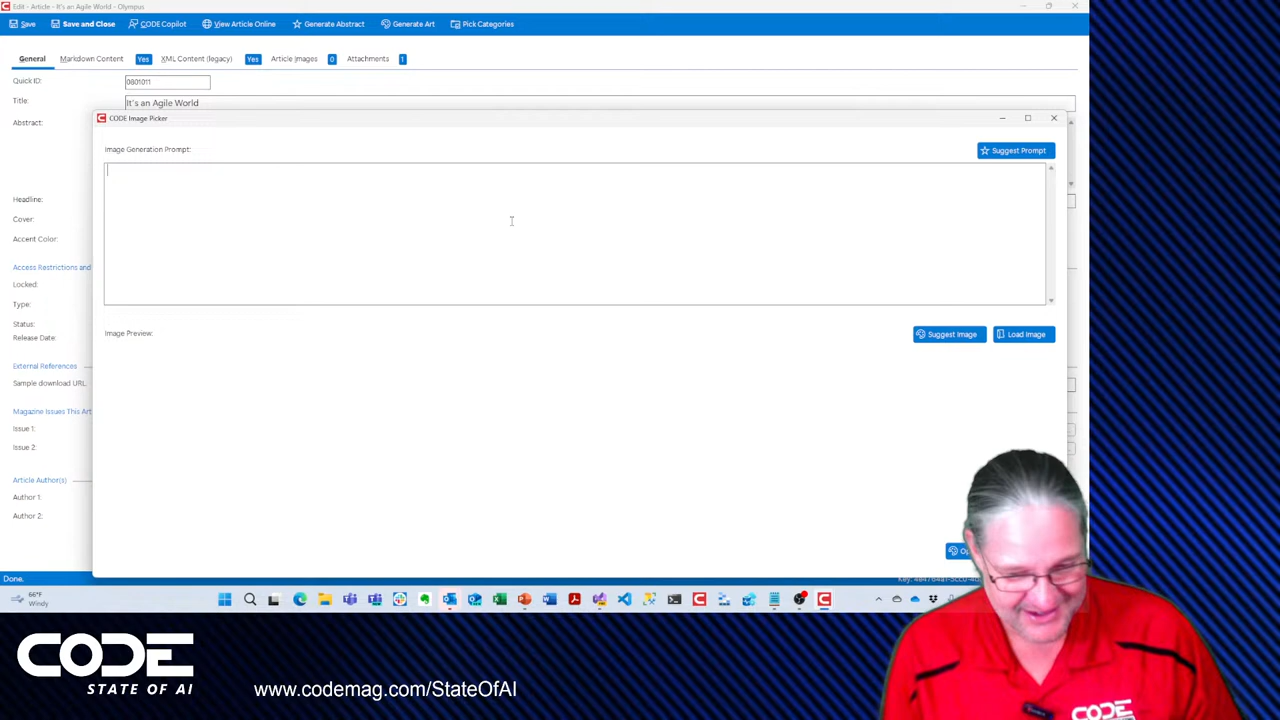 Edit - Article - It's an Agile World - Olympus
Save
Save and Close
CODE Copilot
View Article Online
Generate Abstract
Generate Art
Pick Categories
General
Markdown Content
Yes
XML Content (legacy)
Yes
Article Images
0
Attachments
1
Quick ID:
0801011
Title:
It's an Agile World
Abstract:
CODE Image Picker
Image Generation Prompt:
Suggest Prompt
Headline:
Cover:
Accent Color:
Access Restrictions and
Locked:
Type:
Status:
Release Date:
Image Preview:
Suggest Image
Load Image
External References
Sample download URL
Magazine Issues This Art
Issue 1:
Issue 2:
Article Author(s)
Author 1:
Author 2:
Done.
66°F
Windy
CODE
STATE OF AI
www.codemag.com/StateOfAI
CODE